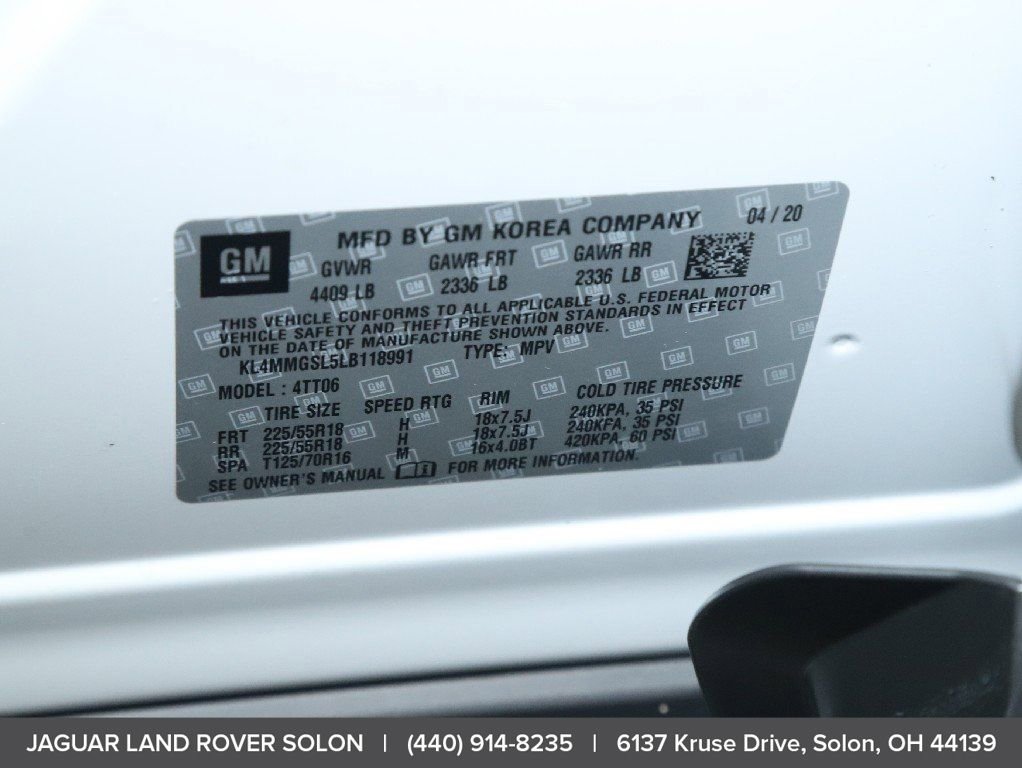 GM
MFD BY GM KOREA COMPANY 04 / 20
GVWR GAWR FRT GAWR RR
4409 LB 2336 LB 2336 LB
THIS VEHICLE CONFORMS TO ALL APPLICABLE U.S. FEDERAL MOTOR
VEHICLE SAFETY AND THEFT PREVENTION STANDARDS IN EFFECT
ON THE DATE OF MANUFACTURE SHOWN ABOVE.
KL4MMGSL5LB118991 TYPE: MPV
MODEL : 4TT06
TIRE SIZE SPEED RTG RIM COLD TIRE PRESSURE
FRT 225/55R18 H 18x7.5J 240KPA, 35 PSI
RR 225/55R18 H 18x7.5J 240KPA, 35 PSI
SPA T125/70R16 M 16x4.0BT 420KPA, 60 PSI
SEE OWNER'S MANUAL FOR MORE INFORMATION.
JAGUAR LAND ROVER SOLON | (440) 914-8235 | 6137 Kruse Drive, Solon, OH 44139